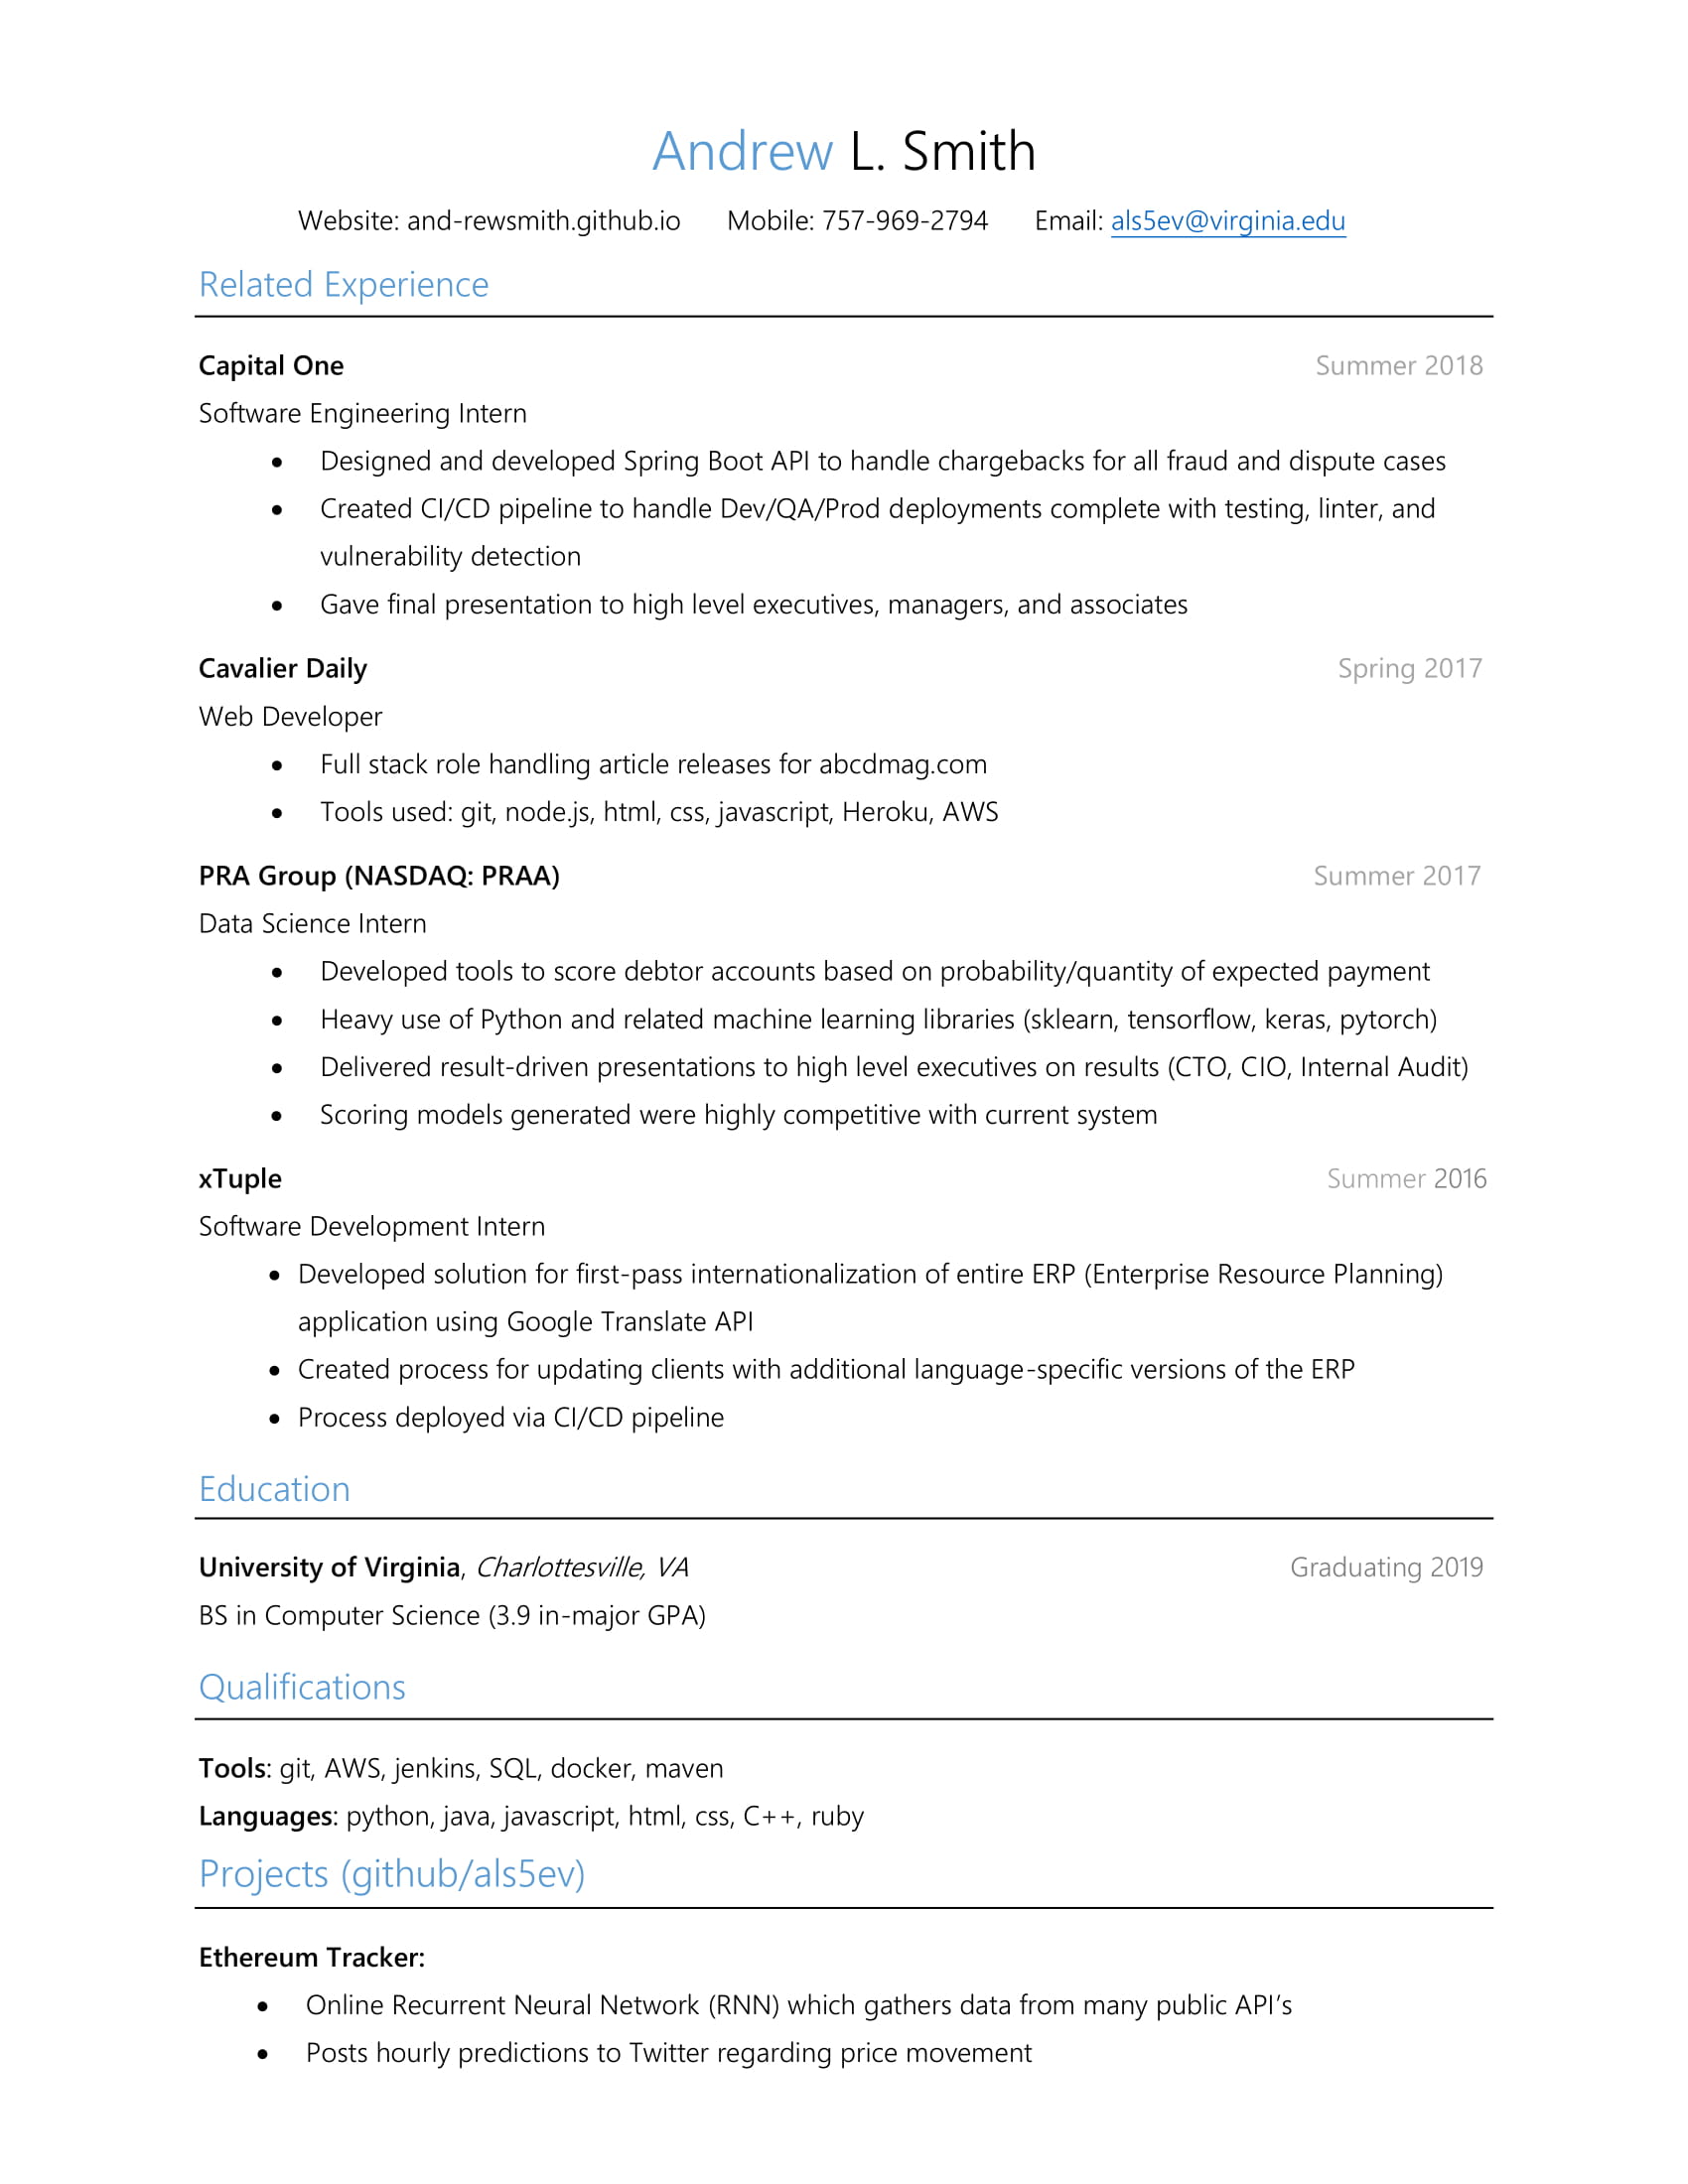 Andrew L. Smith
Website: and-rewsmith.github.io Mobile: 757-969-2794 Email: als5ev@virginia.edu
Related Experience
Capital One Summer 2018
Software Engineering Intern
• Designed and developed Spring Boot API to handle chargebacks for all fraud and dispute cases
• Created CI/CD pipeline to handle Dev/QA/Prod deployments complete with testing, linter, and
vulnerability detection
• Gave final presentation to high level executives, managers, and associates
Cavalier Daily Spring 2017
Web Developer
• Full stack role handling article releases for abcdmag.com
• Tools used: git, node.js, html, css, javascript, Heroku, AWS
PRA Group (NASDAQ: PRAA) Summer 2017
Data Science Intern
• Developed tools to score debtor accounts based on probability/quantity of expected payment
• Heavy use of Python and related machine learning libraries (sklearn, tensorflow, keras, pytorch)
• Delivered result-driven presentations to high level executives on results (CTO, CIO, Internal Audit)
• Scoring models generated were highly competitive with current system
xTuple Summer 2016
Software Development Intern
• Developed solution for first-pass internationalization of entire ERP (Enterprise Resource Planning)
application using Google Translate API
• Created process for updating clients with additional language-specific versions of the ERP
• Process deployed via CI/CD pipeline
Education
University of Virginia, Charlottesville, VA Graduating 2019
BS in Computer Science (3.9 in-major GPA)
Qualifications
Tools: git, AWS, jenkins, SQL, docker, maven
Languages: python, java, javascript, html, css, C++, ruby
Projects (github/als5ev)
Ethereum Tracker:
• Online Recurrent Neural Network (RNN) which gathers data from many public API’s
• Posts hourly predictions to Twitter regarding price movement